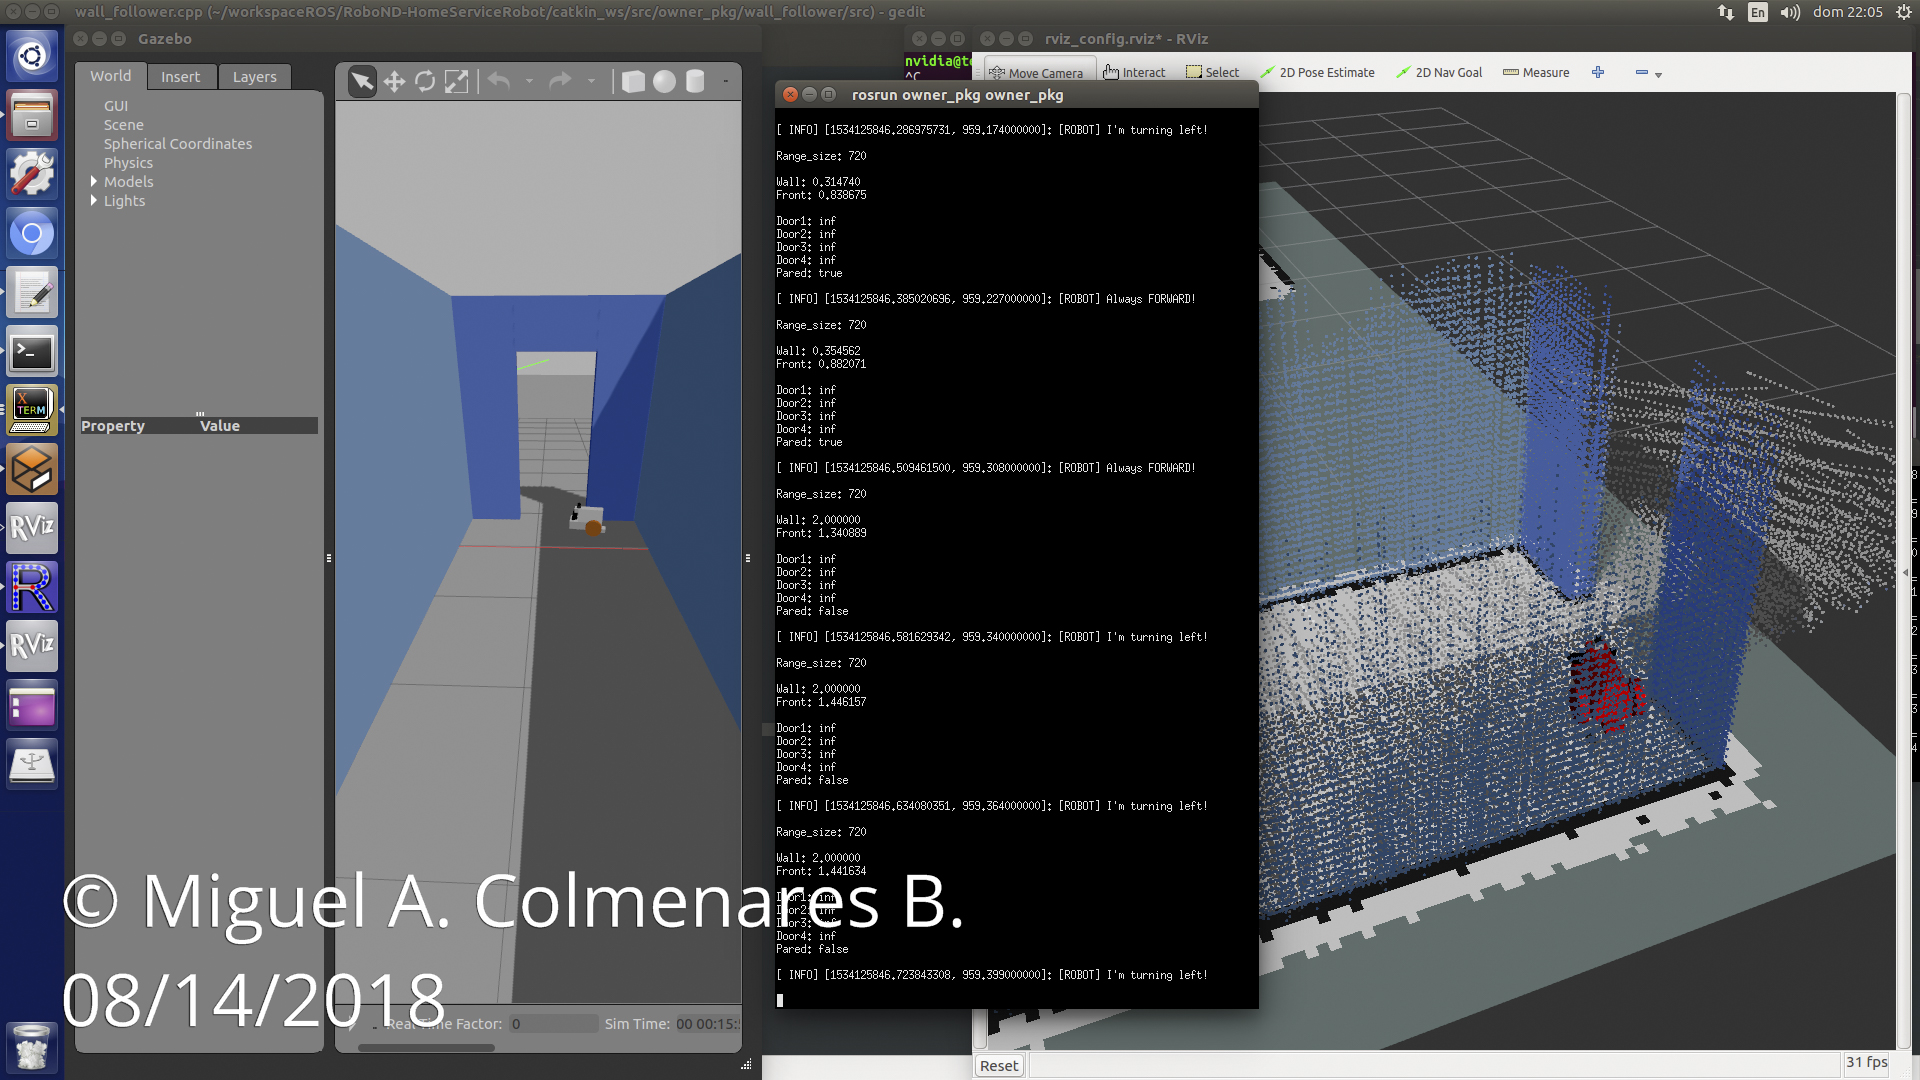 wall_follower.cpp (~/workspaceROS/RoboND-HomeServiceRobot/catkin_ws/src/owner_pkg/wall_follower/src) - gedit
En
dom 22:05
Gazebo
World
Insert
Layers
GUI
Scene
Spherical Coordinates
Physics
Models
Lights
Property
Value
Real Time Factor:
0
Sim Time:
nvidia@
^C
rviz_config.rviz* - RViz
Move Camera
Interact
Select
2D Pose Estimate
2D Nav Goal
Measure
rosrun owner_pkg owner_pkg
[ INFO] [1534125846.286975731, 959.174000000]: [ROBOT] I'm turning left!
Range_size: 720
Wall: 0.314740
Front: 0.838675
Door1: inf
Door2: inf
Door3: inf
Door4: inf
Pared: true
[ INFO] [1534125846.385020696, 959.227000000]: [ROBOT] Always FORWARD!
Range_size: 720
Wall: 0.354562
Front: 0.882071
Door1: inf
Door2: inf
Door3: inf
Door4: inf
Pared: true
[ INFO] [1534125846.509461500, 959.308000000]: [ROBOT] Always FORWARD!
Range_size: 720
Wall: 2.000000
Front: 1.340889
Door1: inf
Door2: inf
Door3: inf
Door4: inf
Pared: false
[ INFO] [1534125846.581629342, 959.340000000]: [ROBOT] I'm turning left!
Range_size: 720
Wall: 2.000000
Front: 1.446157
Door1: inf
Door2: inf
Door3: inf
Door4: inf
Pared: false
[ INFO] [1534125846.634080351, 959.364000000]: [ROBOT] I'm turning left!
Range_size: 720
Wall: 2.000000
Front: 1.441634
Door1: inf
Door2: inf
Door3: inf
Door4: inf
Pared: false
[ INFO] [1534125846.723843308, 959.399000000]: [ROBOT] I'm turning left!
Reset
31 fps
X
TERM
RViz
R
RViz
© Miguel A. Colmenares B.
08/14/2018